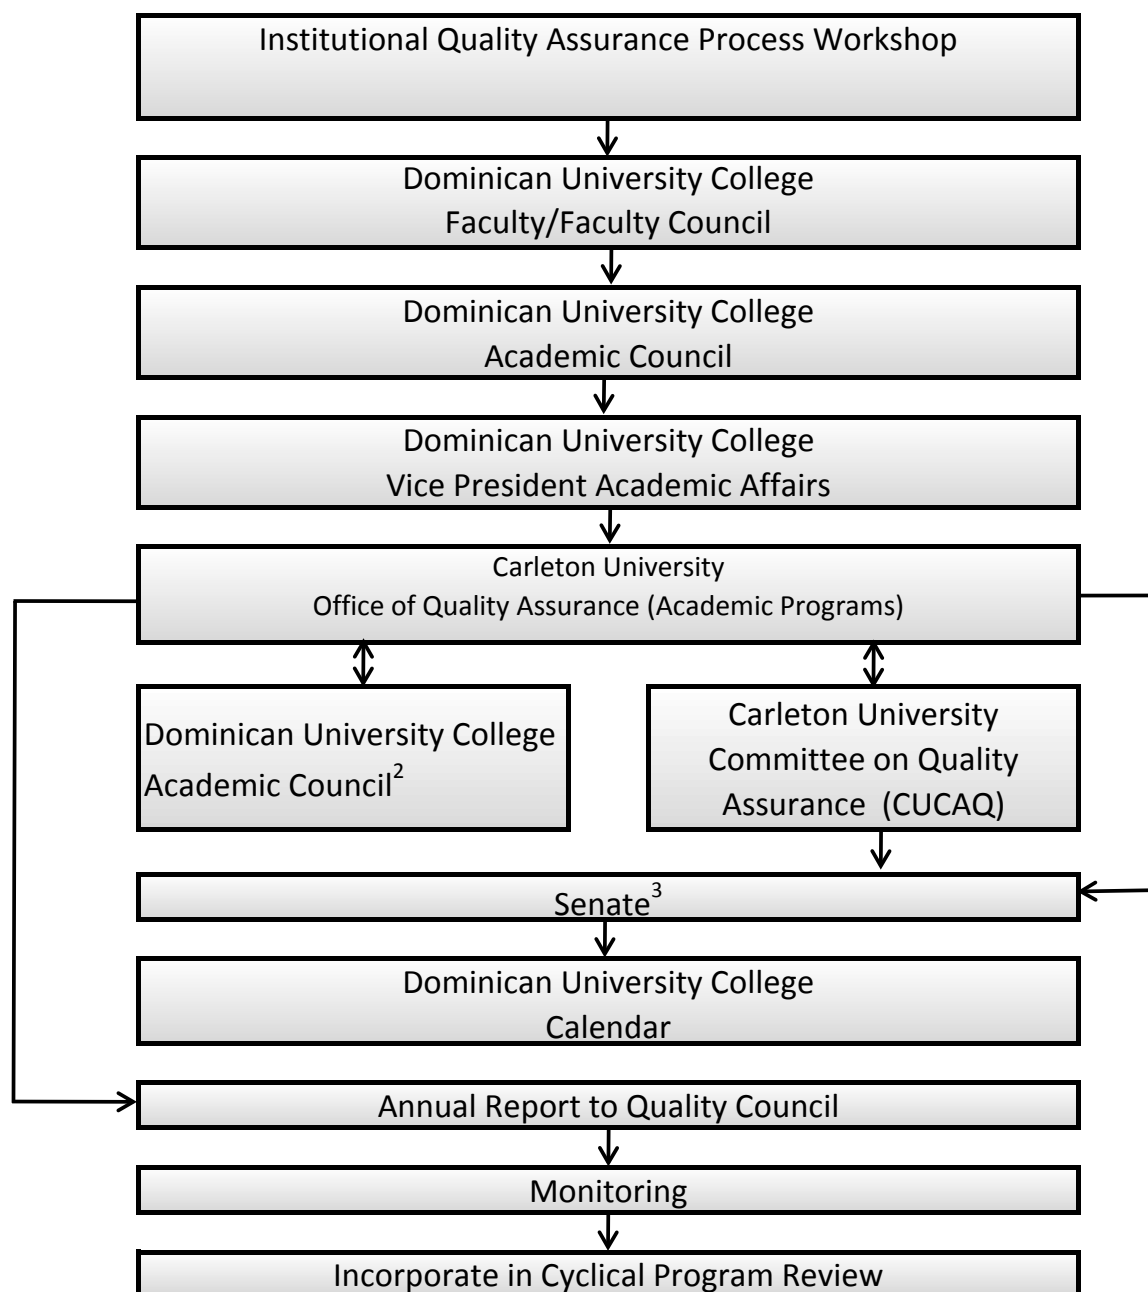 Institutional Quality Assurance Process Workshop
Dominican University College
Faculty/Faculty Council
Dominican University College
Academic Council
Dominican University College
Vice President Academic Affairs
Carleton University
Office of Quality Assurance (Academic Programs)
Dominican University College
Academic Council²
Carleton University
Committee on Quality
Assurance (CUCAQ)
Senate³
Dominican University College
Calendar
Annual Report to Quality Council
Monitoring
Incorporate in Cyclical Program Review